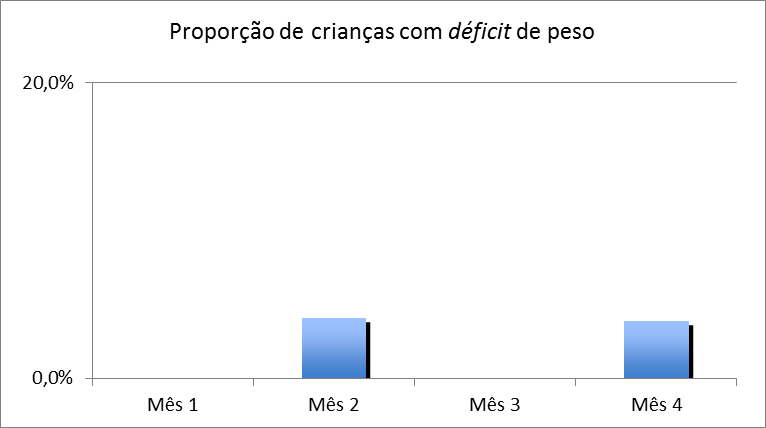 Proporção de crianças com déficit de peso
20,0%
0,0%
Mês 1 Mês 2 Mês 3 Mês 4